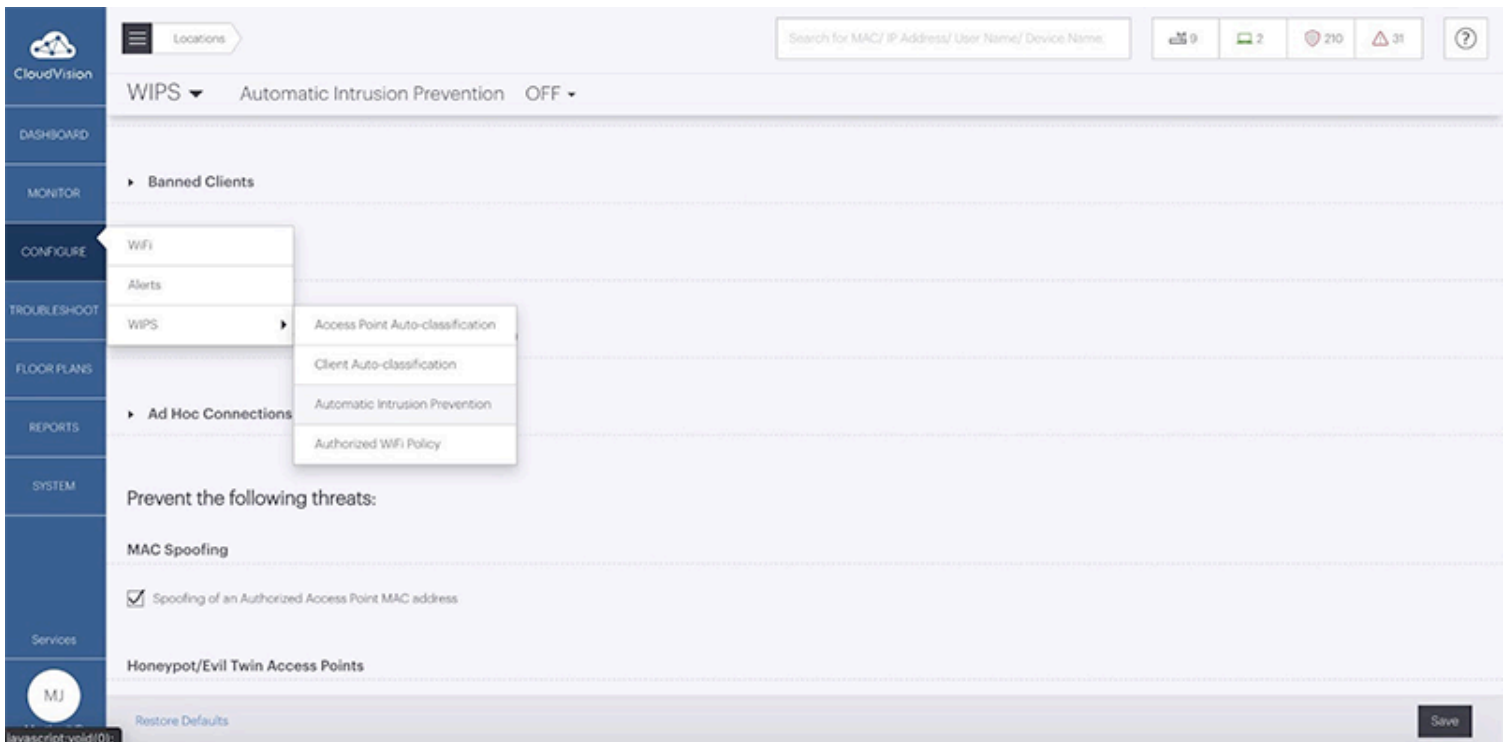 CloudVision
Locations
Search for MAC/ IP Address/ User Name/ Device Name
9
2
210
31
?
WIPS
Automatic Intrusion Prevention OFF
DASHBOARD
MONITOR
CONFIGURE
TROUBLESHOOT
FLOOR PLANS
REPORTS
SYSTEM
Services
MJ
Banned Clients
WiFi
Alerts
WIPS
Access Point Auto-classification
Client Auto-classification
Automatic Intrusion Prevention
Authorized WiFi Policy
Ad Hoc Connections
Prevent the following threats:
MAC Spoofing
Spoofing of an Authorized Access Point MAC address
Honeypot/Evil Twin Access Points
Restore Defaults
Save
javascript:void(0);